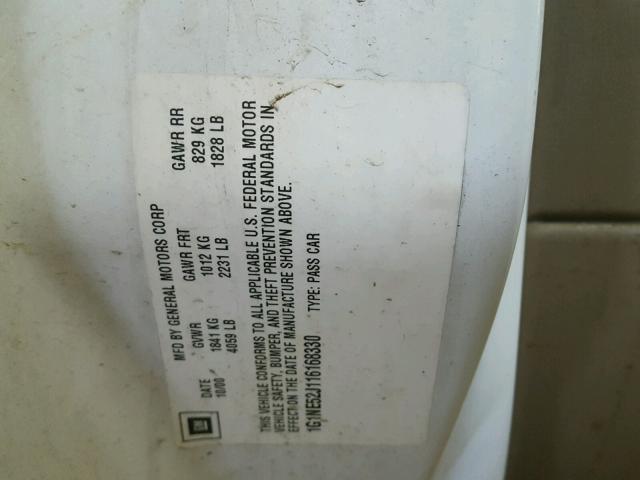 GM
MFD BY GENERAL MOTORS CORP
DATE GVWR GAWR FRT GAWR RR
10/00 1841 KG 1012 KG 829 KG
4059 LB 2231 LB 1828 LB
THIS VEHICLE CONFORMS TO ALL APPLICABLE U.S. FEDERAL MOTOR
VEHICLE SAFETY, BUMPER, AND THEFT PREVENTION STANDARDS IN
EFFECT ON THE DATE OF MANUFACTURE SHOWN ABOVE.
1G1NE52J116168330 TYPE: PASS CAR